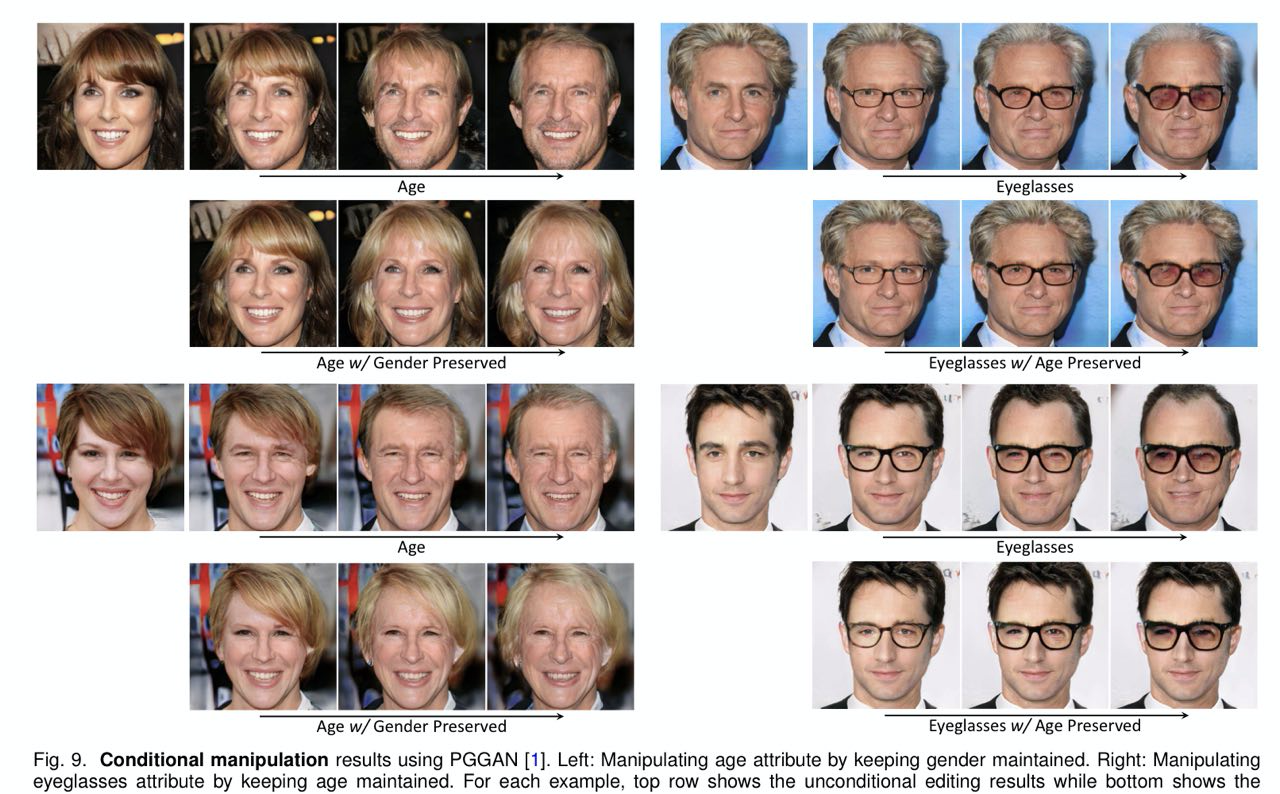 Age
Eyeglasses
Age w/ Gender Preserved
Eyeglasses w/ Age Preserved
Age
Eyeglasses
Age w/ Gender Preserved
Eyeglasses w/ Age Preserved
Fig. 9. Conditional manipulation results using PGGAN [1]. Left: Manipulating age attribute by keeping gender maintained. Right: Manipulating
eyeglasses attribute by keeping age maintained. For each example, top row shows the unconditional editing results while bottom shows the